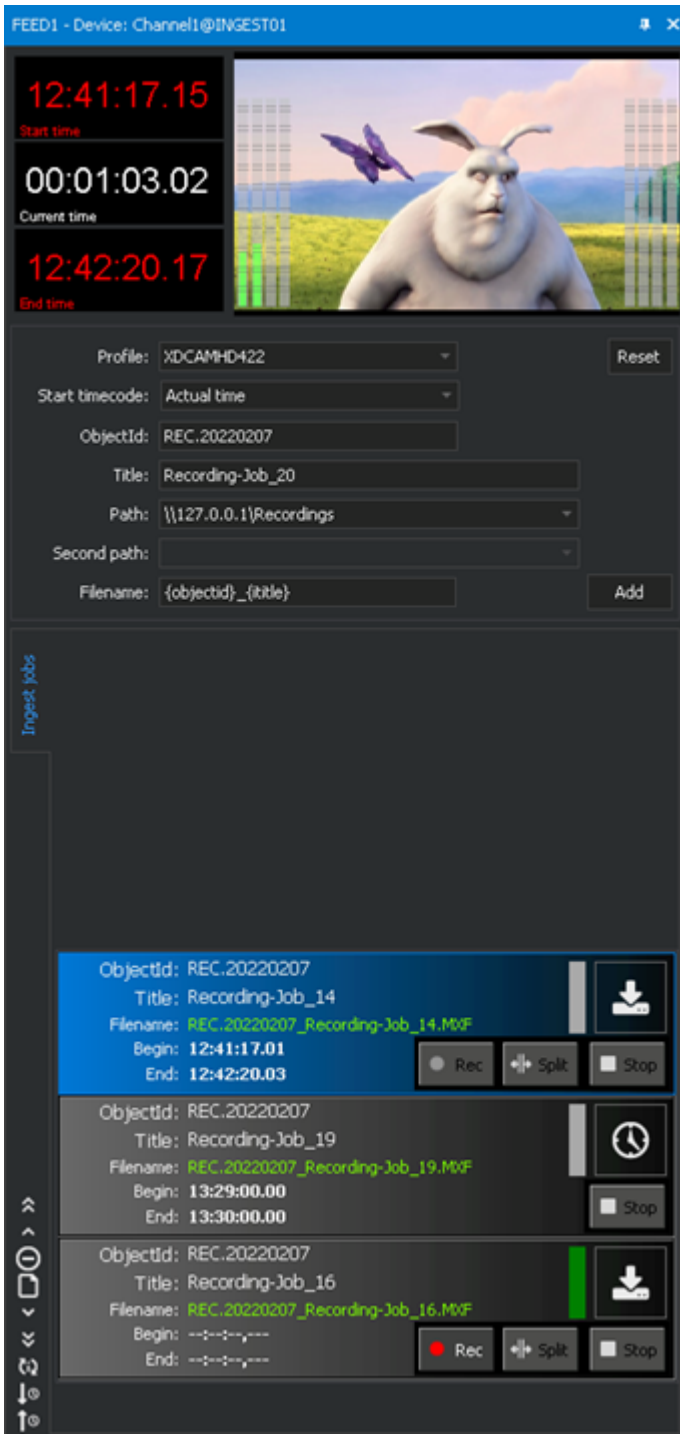 FEED1 - Device: Channel1@INGEST01
12:41:17.15
Start time
00:01:03.02
Current time
12:42:20.17
End time
Profile: XDCAMHD422 Reset
Start timecode: Actual time
ObjectId: REC.20220207
Title: Recording-Job_20
Path: \\127.0.0.1\Recordings
Second path:
Filename: {objectid}_{ititle} Add
Ingest jobs
ObjectId: REC.20220207
Title: Recording-Job_14
Filename: REC.20220207_Recording-Job_14.MXF
Begin: 12:41:17.01
End: 12:42:20.03
Rec Split Stop
ObjectId: REC.20220207
Title: Recording-Job_19
Filename: REC.20220207_Recording-Job_19.MXF
Begin: 13:29:00.00
End: 13:30:00.00
Stop
ObjectId: REC.20220207
Title: Recording-Job_16
Filename: REC.20220207_Recording-Job_16.MXF
Begin: --:--:--,---
End: --:--:--,---
Rec Split Stop